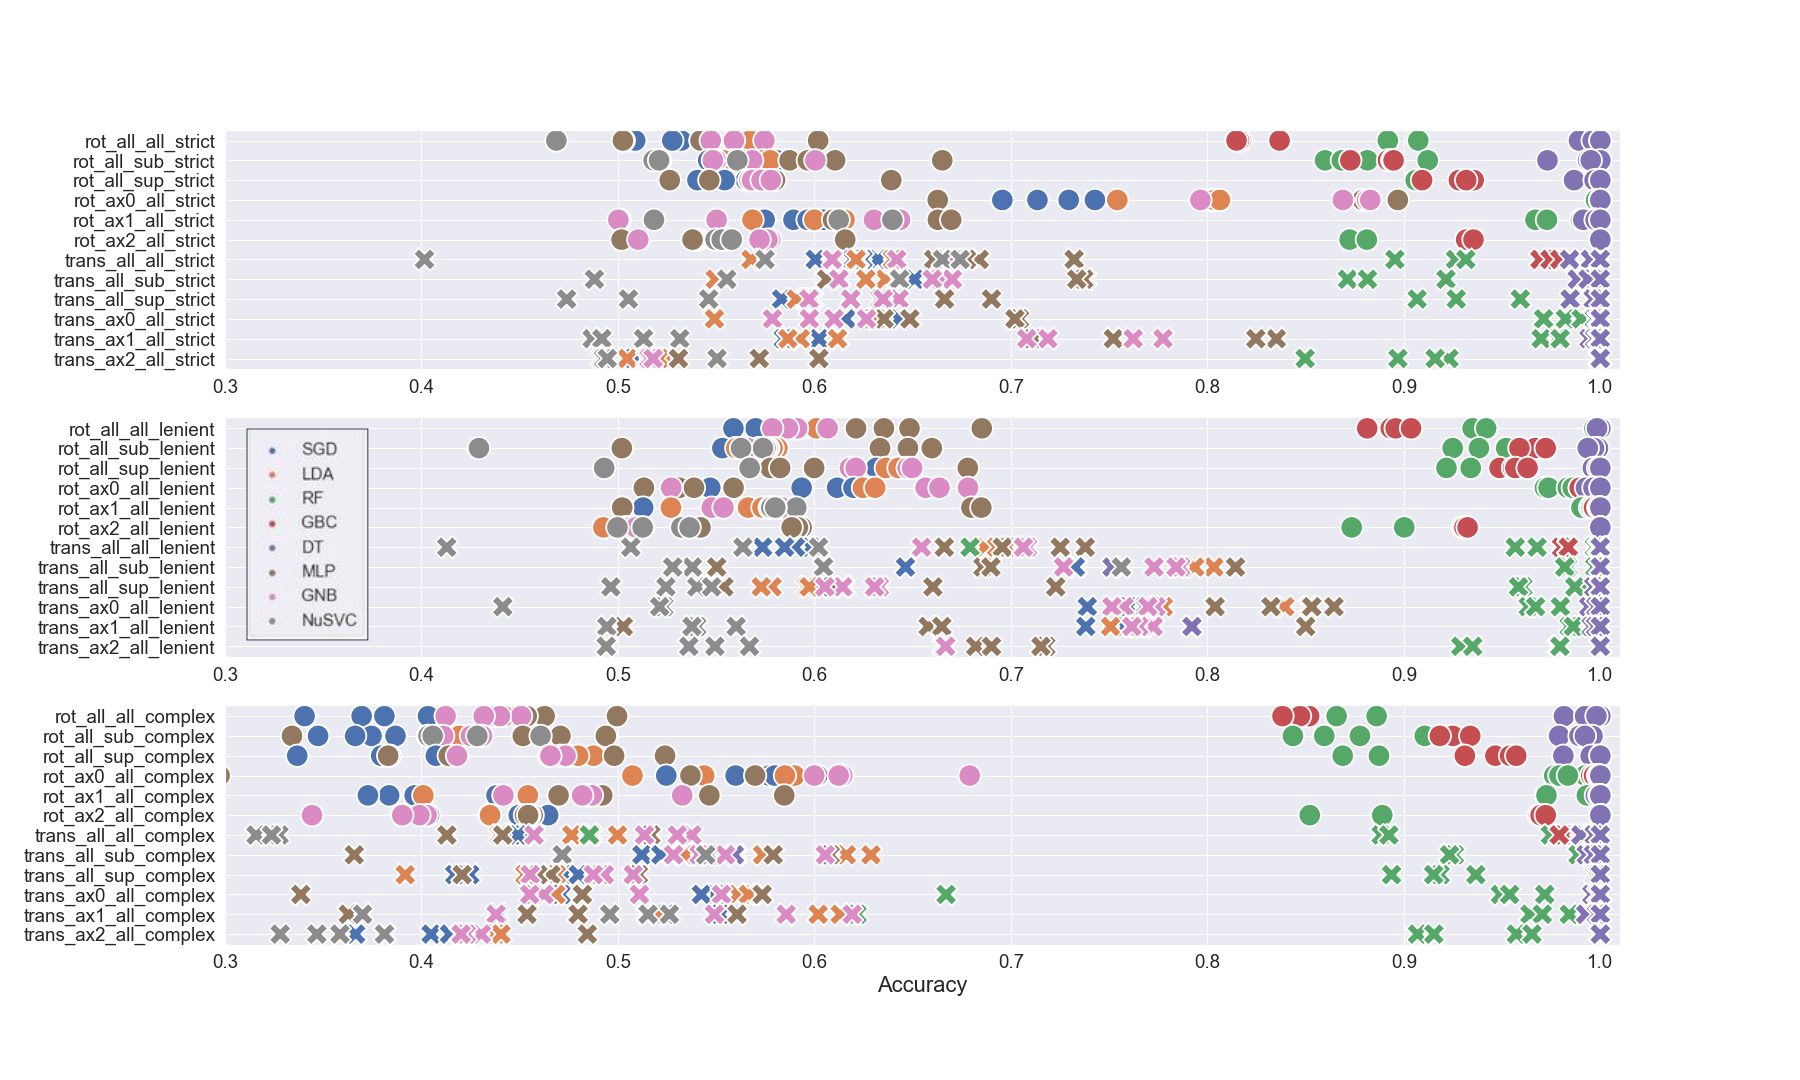 rot_all_all_strict
rot_all_sub_strict
rot_all_sup_strict
rot_ax0_all_strict
rot_ax1_all_strict
rot_ax2_all_strict
trans_all_all_strict
trans_all_sub_strict
trans_all_sup_strict
trans_ax0_all_strict
trans_ax1_all_strict
trans_ax2_all_strict
0.3 0.4 0.5 0.6 0.7 0.8 0.9 1.0
rot_all_all_lenient
rot_all_sub_lenient
rot_all_sup_lenient
rot_ax0_all_lenient
rot_ax1_all_lenient
rot_ax2_all_lenient
trans_all_all_lenient
trans_all_sub_lenient
trans_all_sup_lenient
trans_ax0_all_lenient
trans_ax1_all_lenient
trans_ax2_all_lenient
SGD
LDA
RF
GBC
DT
MLP
GNB
NuSVC
0.3 0.4 0.5 0.6 0.7 0.8 0.9 1.0
rot_all_all_complex
rot_all_sub_complex
rot_all_sup_complex
rot_ax0_all_complex
rot_ax1_all_complex
rot_ax2_all_complex
trans_all_all_complex
trans_all_sub_complex
trans_all_sup_complex
trans_ax0_all_complex
trans_ax1_all_complex
trans_ax2_all_complex
0.3 0.4 0.5 0.6 0.7 0.8 0.9 1.0
Accuracy